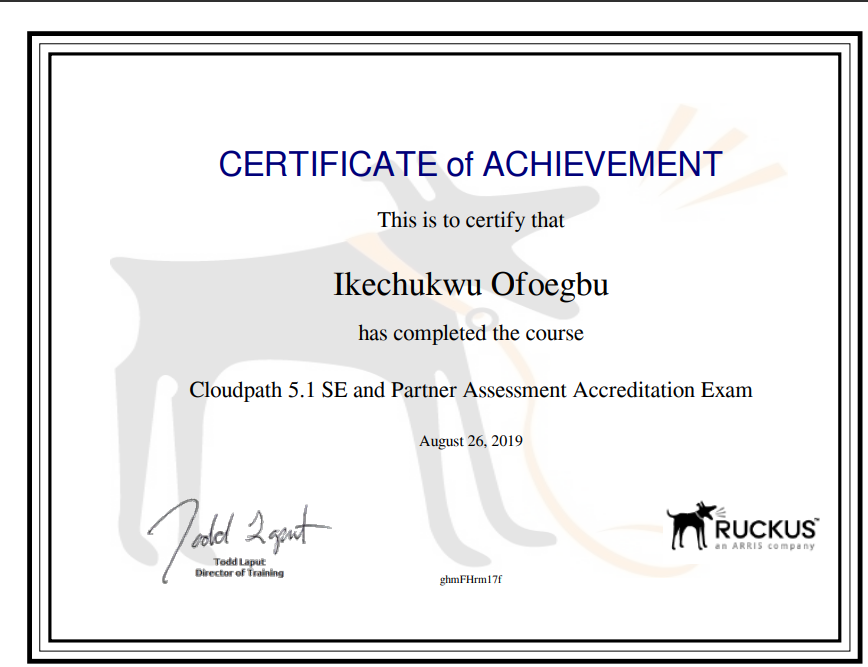 CERTIFICATE of ACHIEVEMENT
This is to certify that
Ikechukwu Ofoegbu
has completed the course
Cloudpath 5.1 SE and Partner Assessment Accreditation Exam
August 26, 2019
Todd Laput
Todd Laput
Director of Training
RUCKUS™
an ARRIS company
ghmFHrm17f